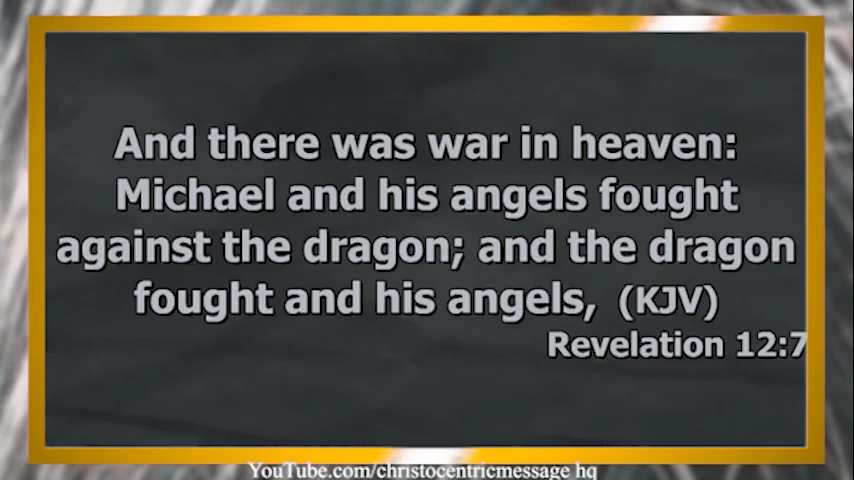 And there was war in heaven:
Michael and his angels fought
against the dragon; and the dragon
fought and his angels, (KJV)
Revelation 12:7
YouTube.com/christocentricmessage hq